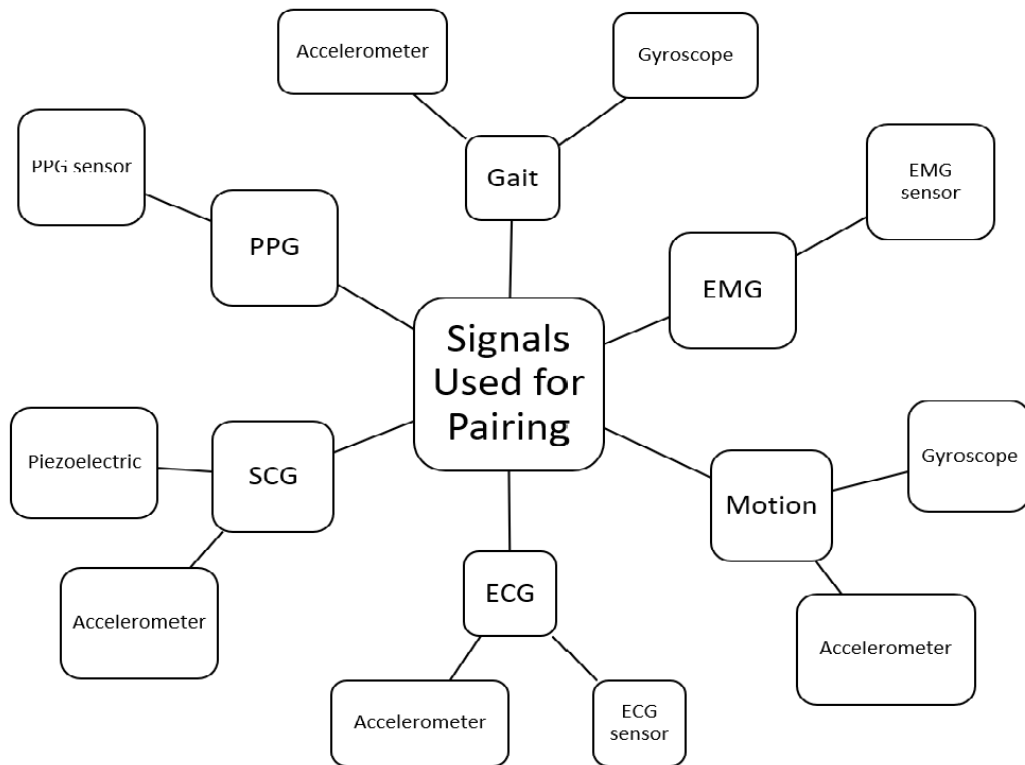 Accelerometer
Gyroscope
Gait
PPG sensor
PPG
EMG
sensor
EMG
Signals
Used for
Pairing
Piezoelectric
SCG
Accelerometer
Gyroscope
Motion
Accelerometer
ECG
Accelerometer
ECG
sensor